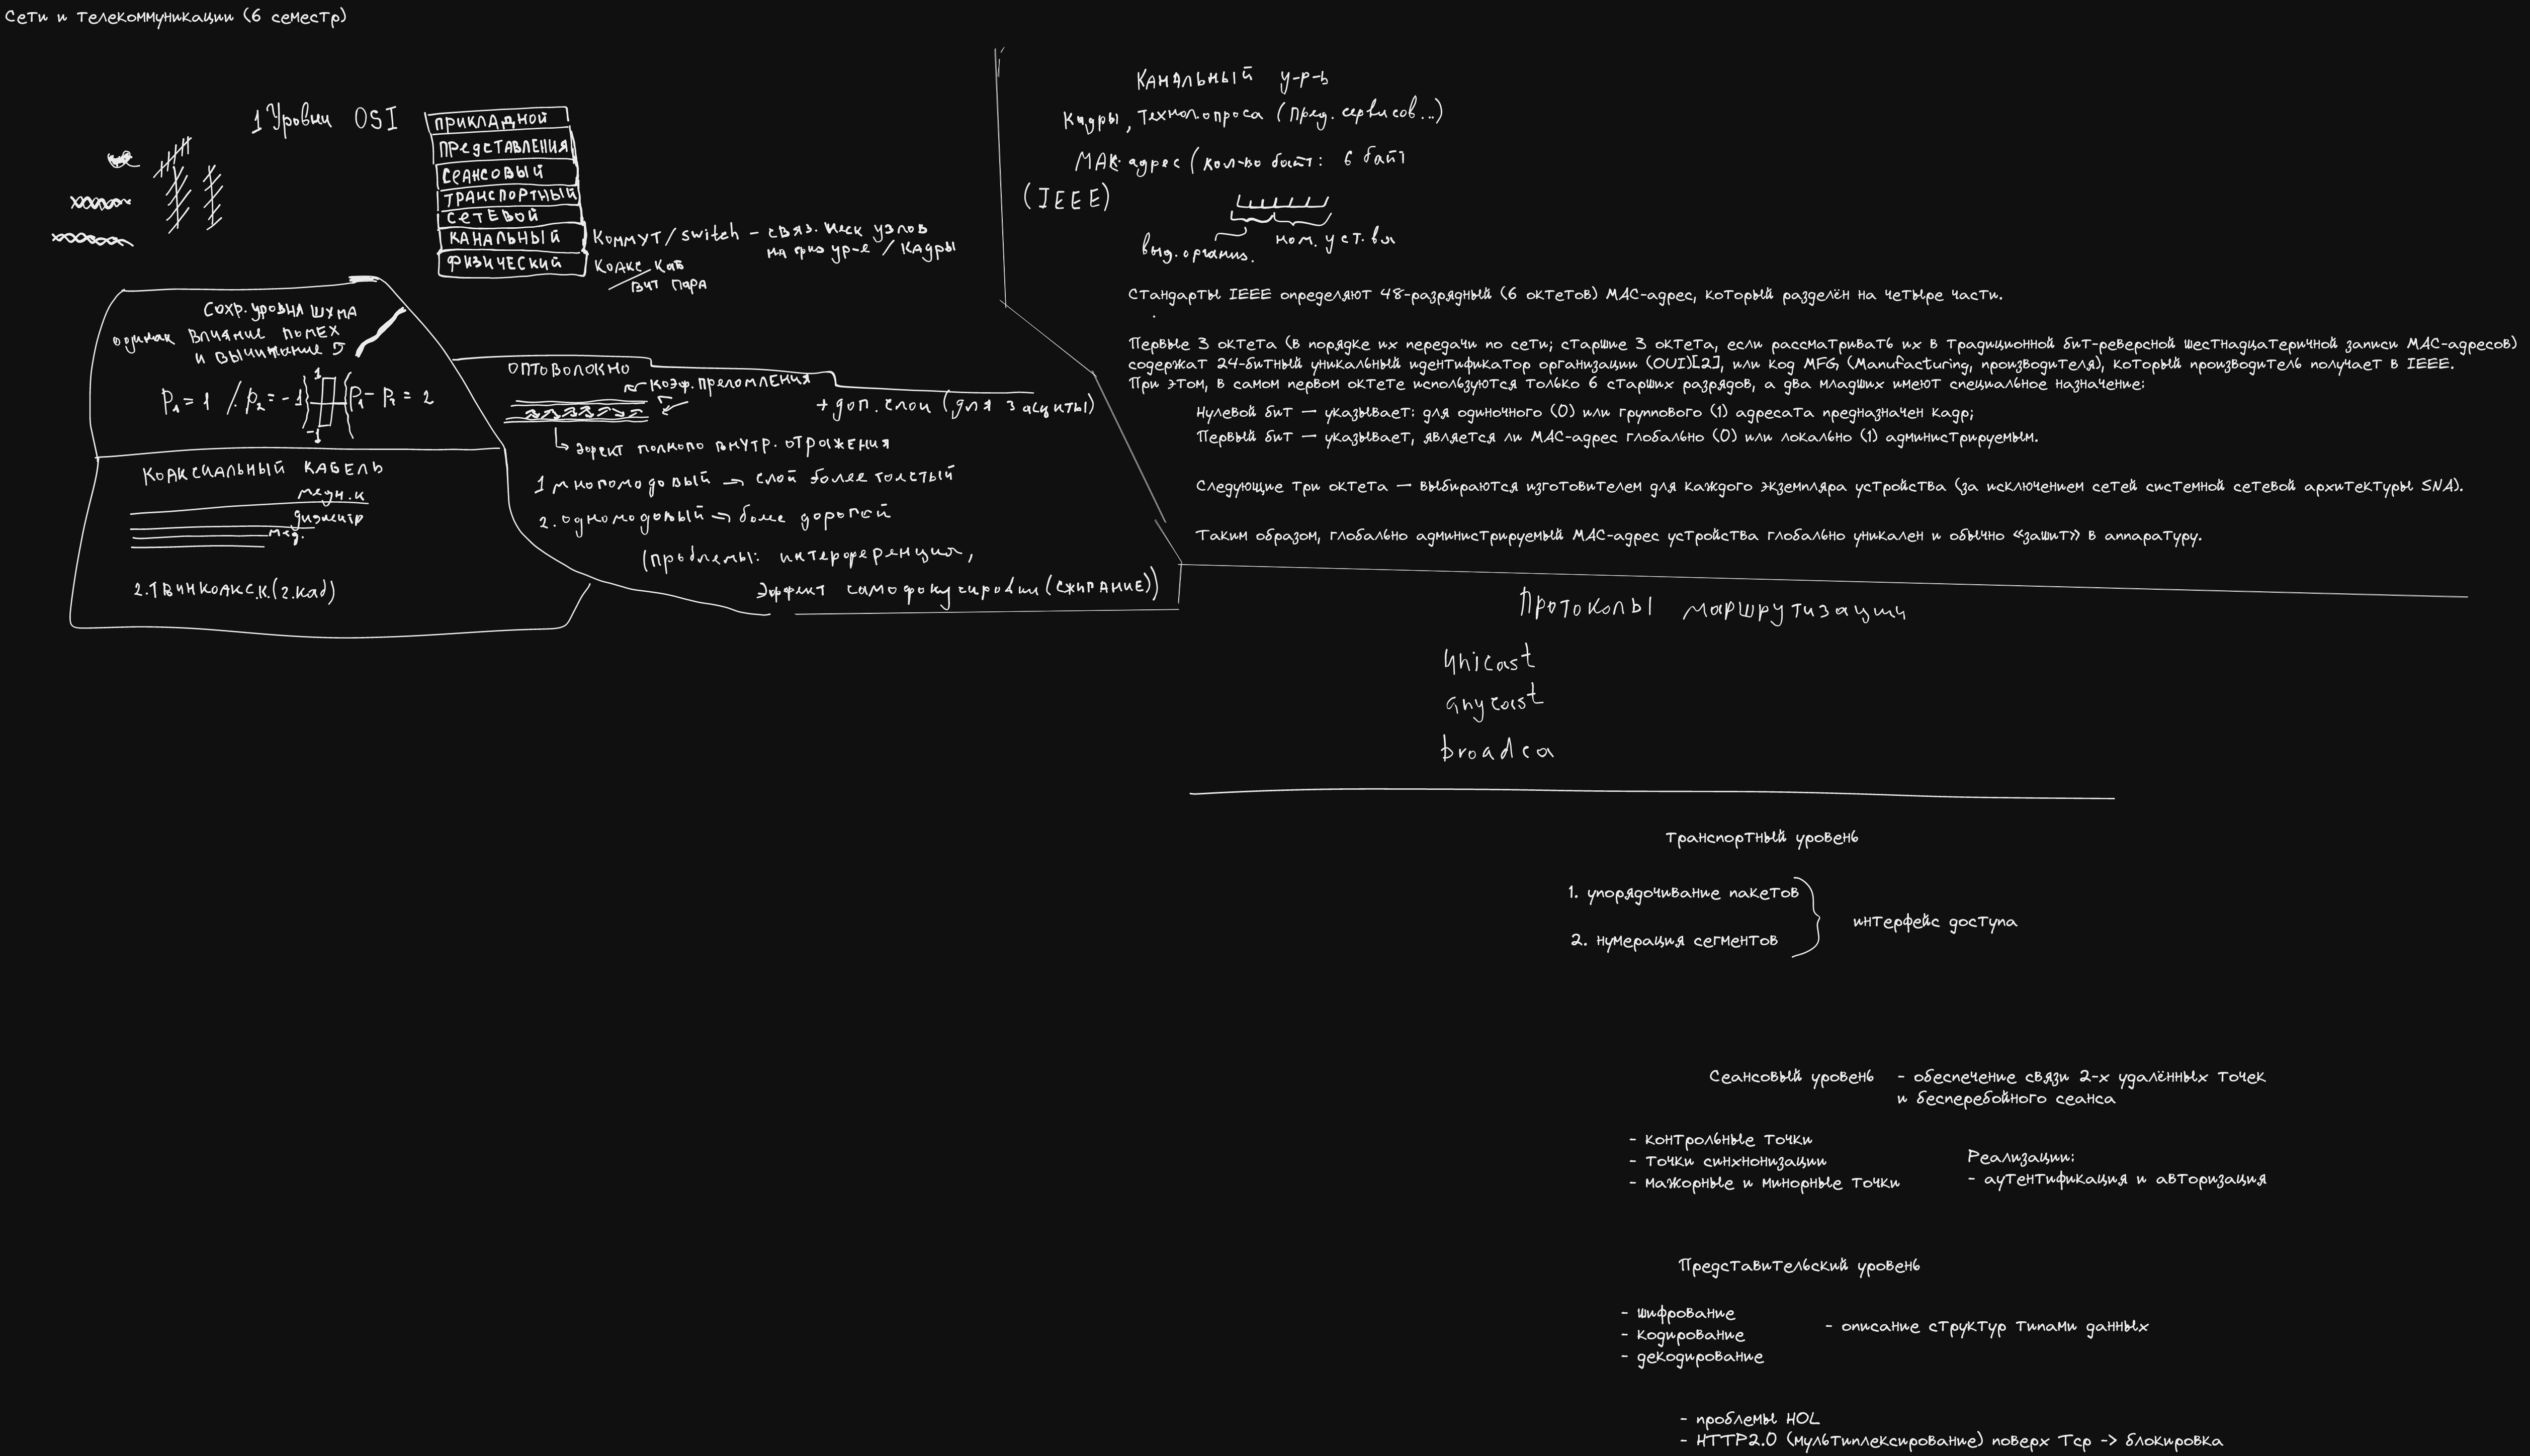 Сети и телекоммуникации (6 семестр)
1 Уровни OSI
ПРИКЛАДНОЙ
ПРЕДСТАВЛЕНИЯ
СЕАНСОВЫЙ
ТРАНСПОРТНЫЙ
СЕТЕВОЙ
КАНАЛЬНЫЙ
ФИЗИЧЕСКИЙ
КОММУТ/switch - связ. неск узлов
на физ ур-е / КАДРЫ
КОАКС КАБ
ВИТ ПАРА
СОХР. УРОВНЯ ШУМА
одинак ВЛИЯНИЕ ПОМЕХ
и ВЫЧИТАНИЕ
P₁ = 1 / P₂ = -1
1
-1
P₁ - P₂ = 2
КОАКСИАЛЬНЫЙ КАБЕЛЬ
медн. к
диэлектр
мед.
2. ТВИНКОАКС.К. (2.каб)
ОПТОВОЛОКНО
КОЭФ. ПРЕЛОМЛЕНИЯ
+ доп. слои (для защиты)
эфект полного внутр. отражения
1 многомодовый → слой более толстый
2. одномодовый → более дорогой
(проблемы: интерференция,
эффект самофокусировки (сжигание))
КАНАЛЬНЫЙ у-р-ь
Кадры, технол. опроса (пред. сервисов...)
МАК-адрес (кол-во байт: 6 байт
(IEEE)
выд. организ.
ном. уст. ва
Стандарты IEEE определяют 48-разрядный (6 октетов) MAC-адрес, который разделён на четыре части.
.
Первые 3 октета (в порядке их передачи по сети; старшие 3 октета, если рассматривать их в традиционной бит-реверсной шестнадцатеричной записи MAC-адресов)
содержат 24-битный уникальный идентификатор организации (OUI)[2], или код MFG (Manufacturing, производителя), который производитель получает в IEEE.
При этом, в самом первом октете используются только 6 старших разрядов, а два младших имеют специальное назначение:
Нулевой бит — указывает: для одиночного (0) или группового (1) адресата предназначен кадр;
Первый бит — указывает, является ли MAC-адрес глобально (0) или локально (1) администрируемым.
Следующие три октета — выбираются изготовителем для каждого экземпляра устройства (за исключением сетей системной сетевой архитектуры SNA).
Таким образом, глобально администрируемый MAC-адрес устройства глобально уникален и обычно «зашит» в аппаратуру.
Протоколы маршрутизации
unicast
anycast
broadca
Транспортный уровень
1. упорядочивание пакетов
2. нумерация сегментов
интерфейс доступа
Сеансовый уровень - обеспечение связи 2-х удалённых точек
и бесперебойного сеанса
- контрольные точки
- точки синхнонизации
- мажорные и минорные точки
Реализации:
- аутентификация и авторизация
Представительский уровень
- шифрование
- кодирование
- декодирование
- описание структур типами данных
- проблемы HOL
- HTTP2.0 (мультиплексирование) поверх Tcp -> блокировка